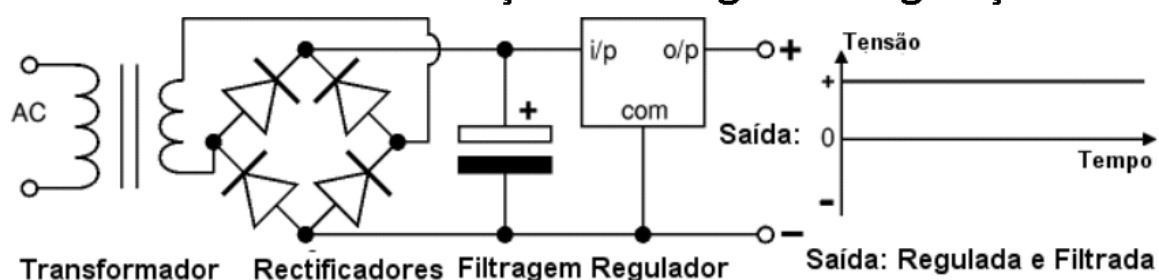 i/p o/p
com
AC
+
−
Tensão
+
Saída: 0
-
Tempo
+
Transformador Rectificadores Filtragem Regulador
Saída: Regulada e Filtrada